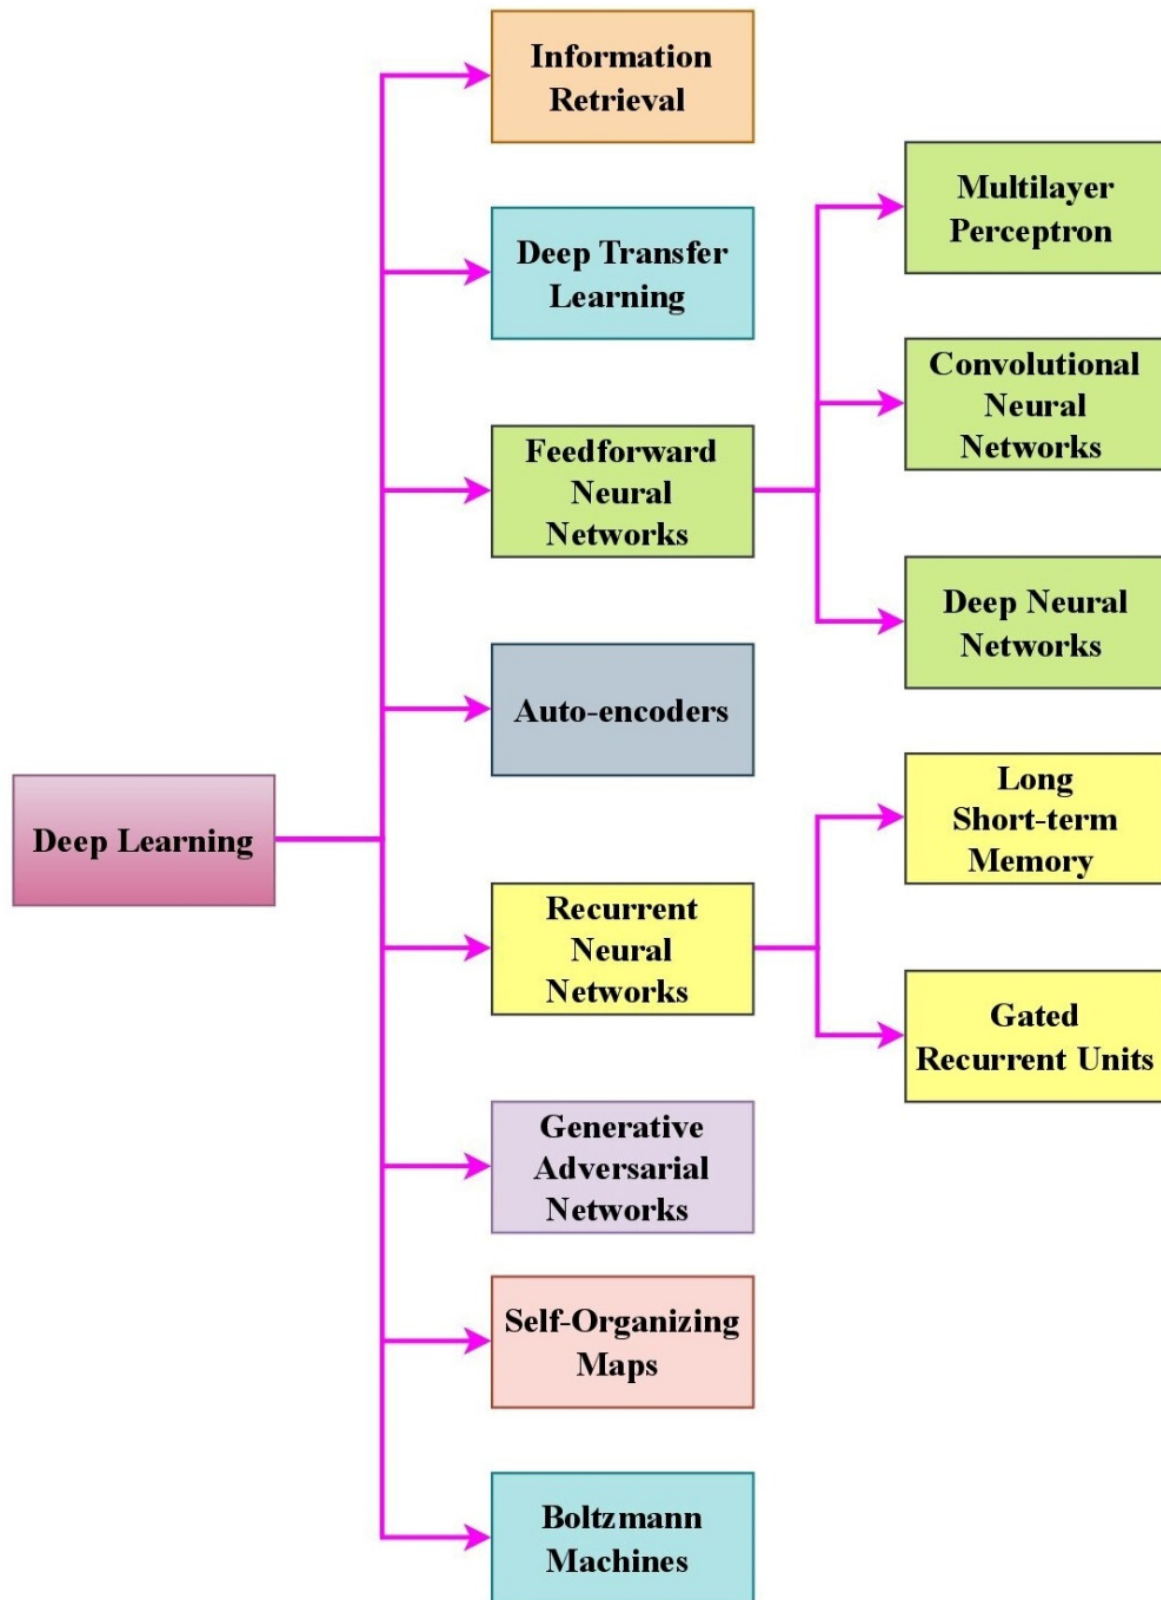 Information
Retrieval
Multilayer
Perceptron
Deep Transfer
Learning
Convolutional
Neural
Networks
Feedforward
Neural
Networks
Deep Neural
Networks
Auto-encoders
Long
Short-term
Memory
Deep Learning
Recurrent
Neural
Networks
Gated
Recurrent Units
Generative
Adversarial
Networks
Self-Organizing
Maps
Boltzmann
Machines